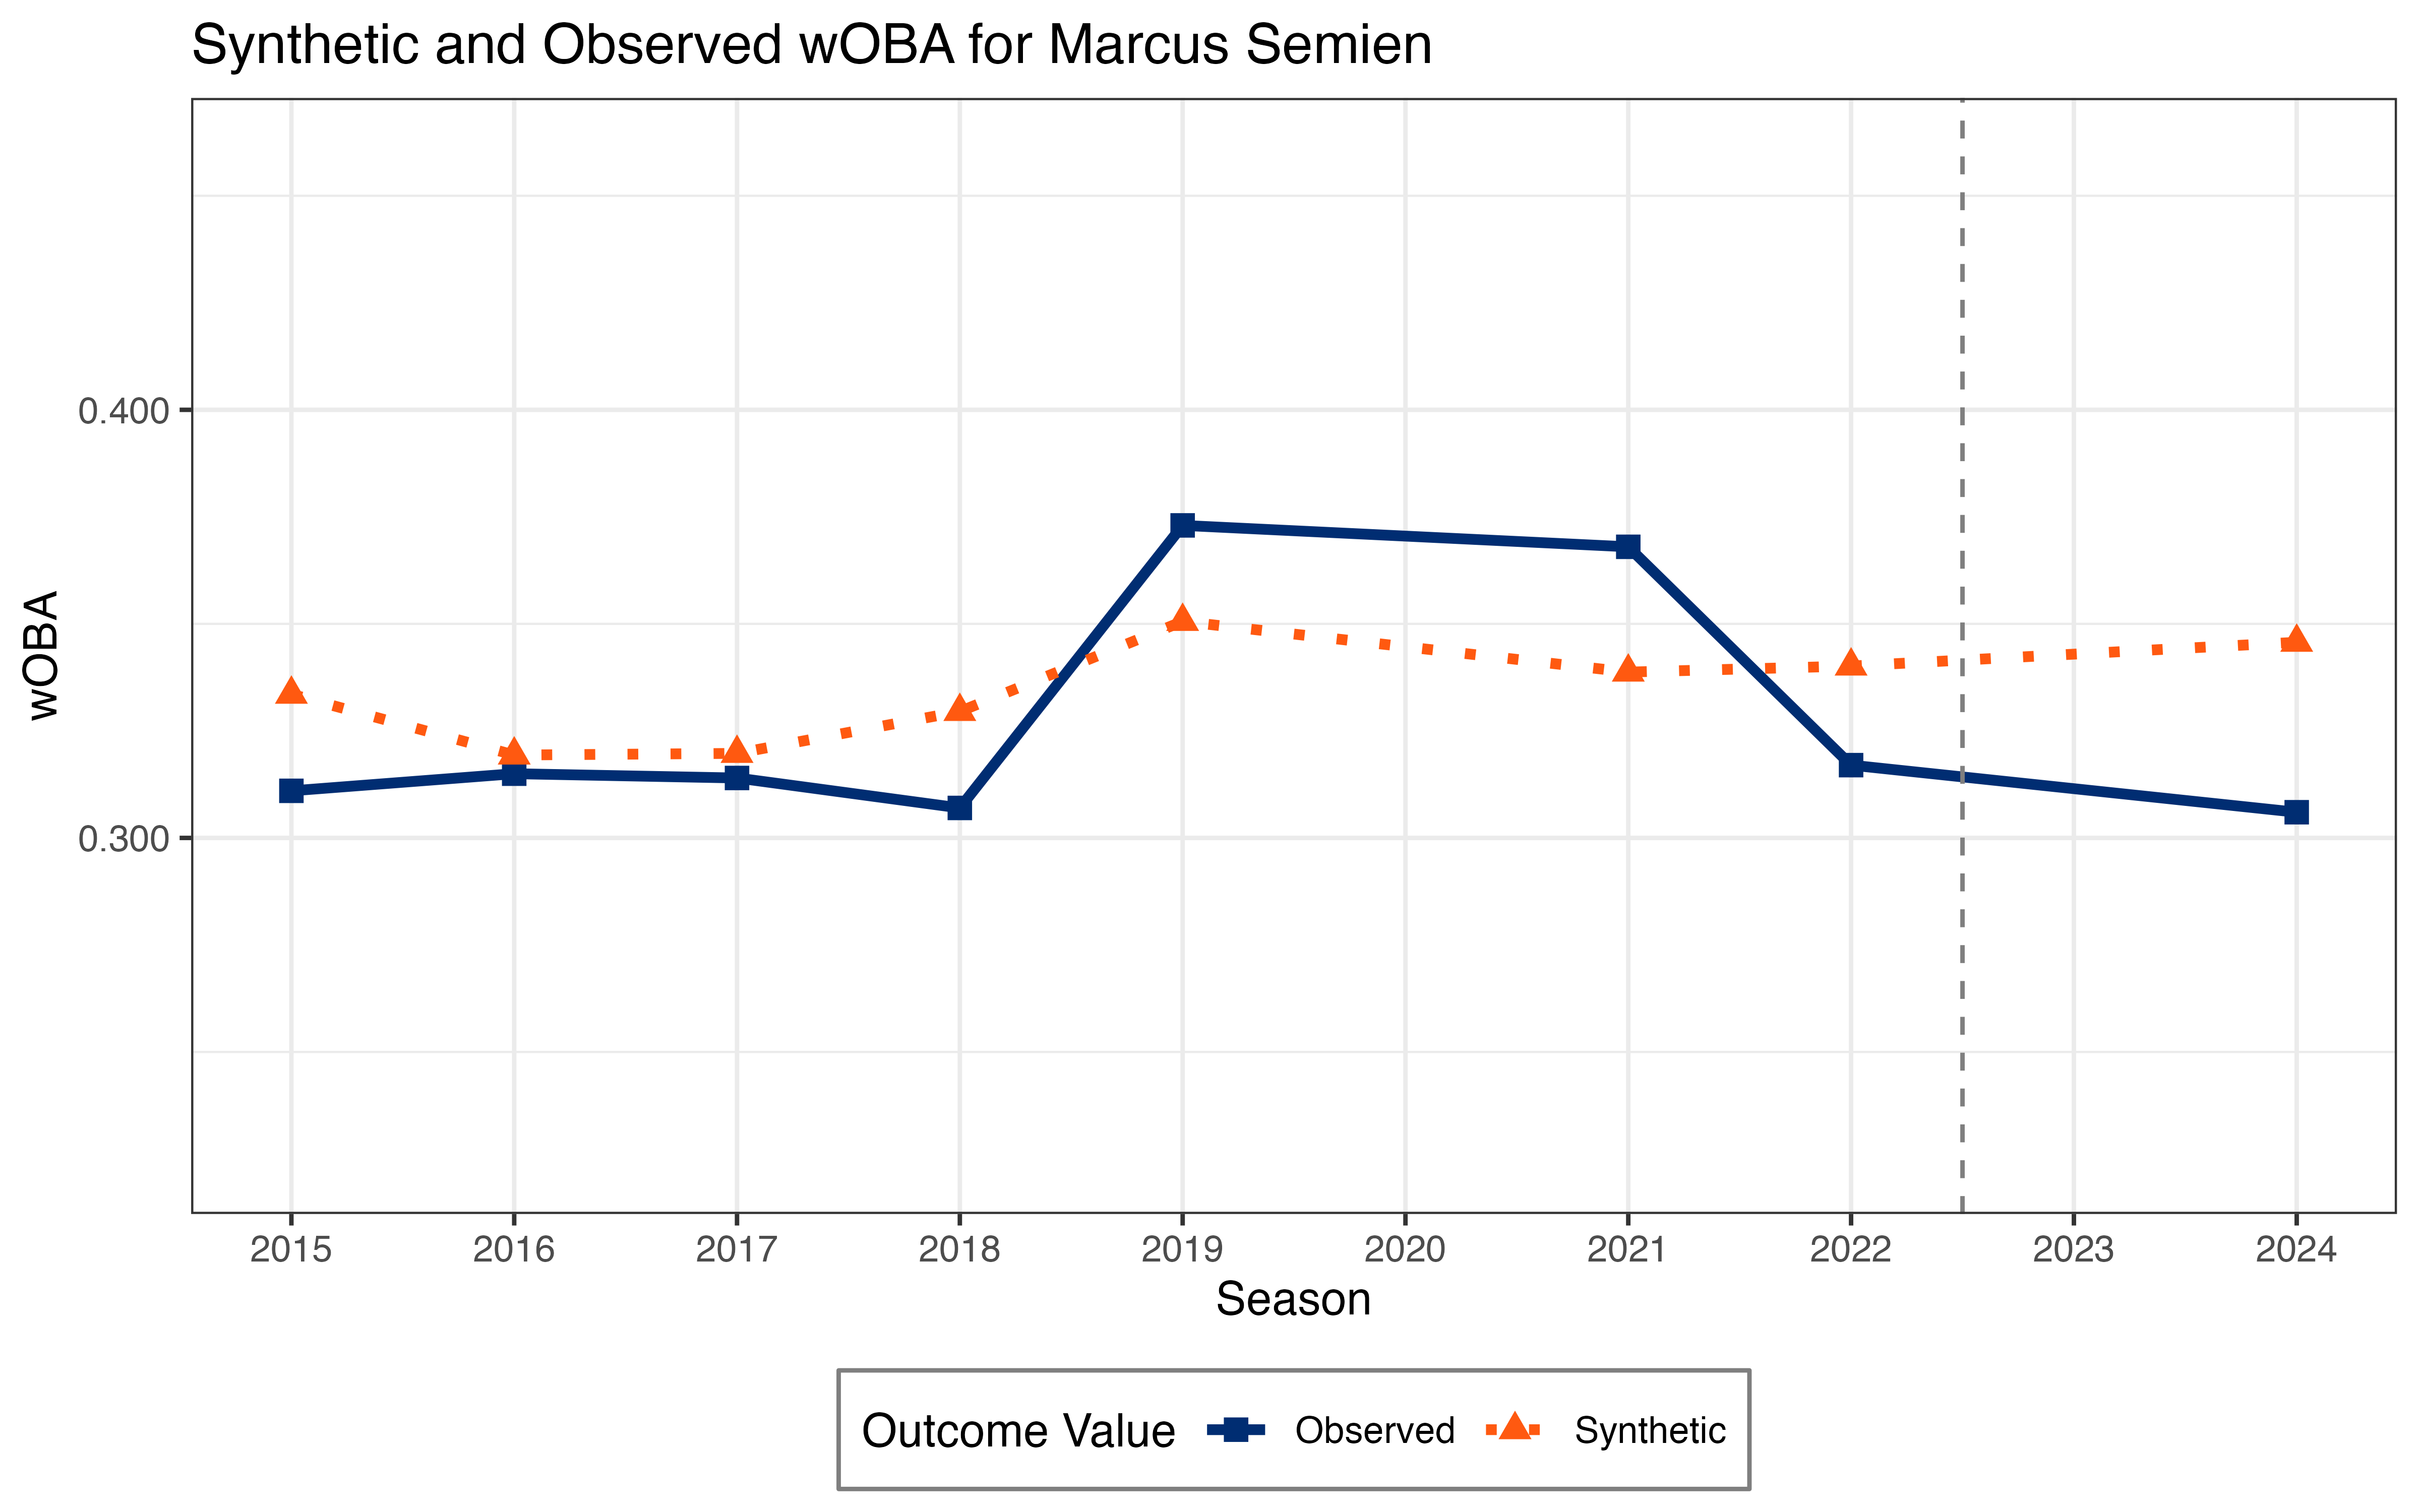 Synthetic and Observed wOBA for Marcus Semien
wOBA
0.400
0.300
2015 2016 2017 2018 2019 2020 2021 2022 2023 2024
Season
Outcome Value Observed Synthetic